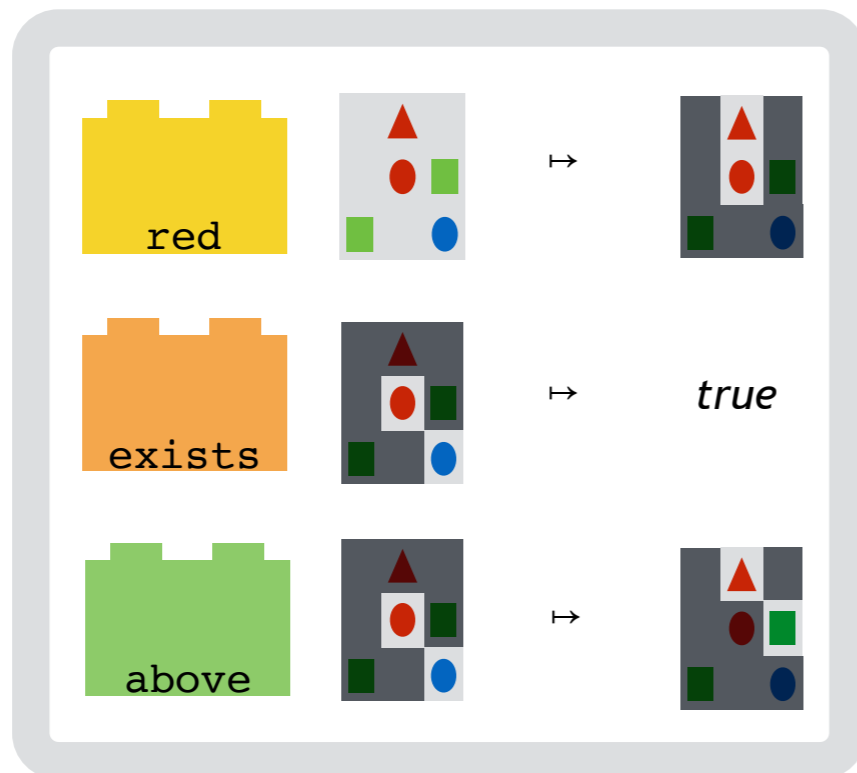 red
↦
exists
↦
true
above
↦